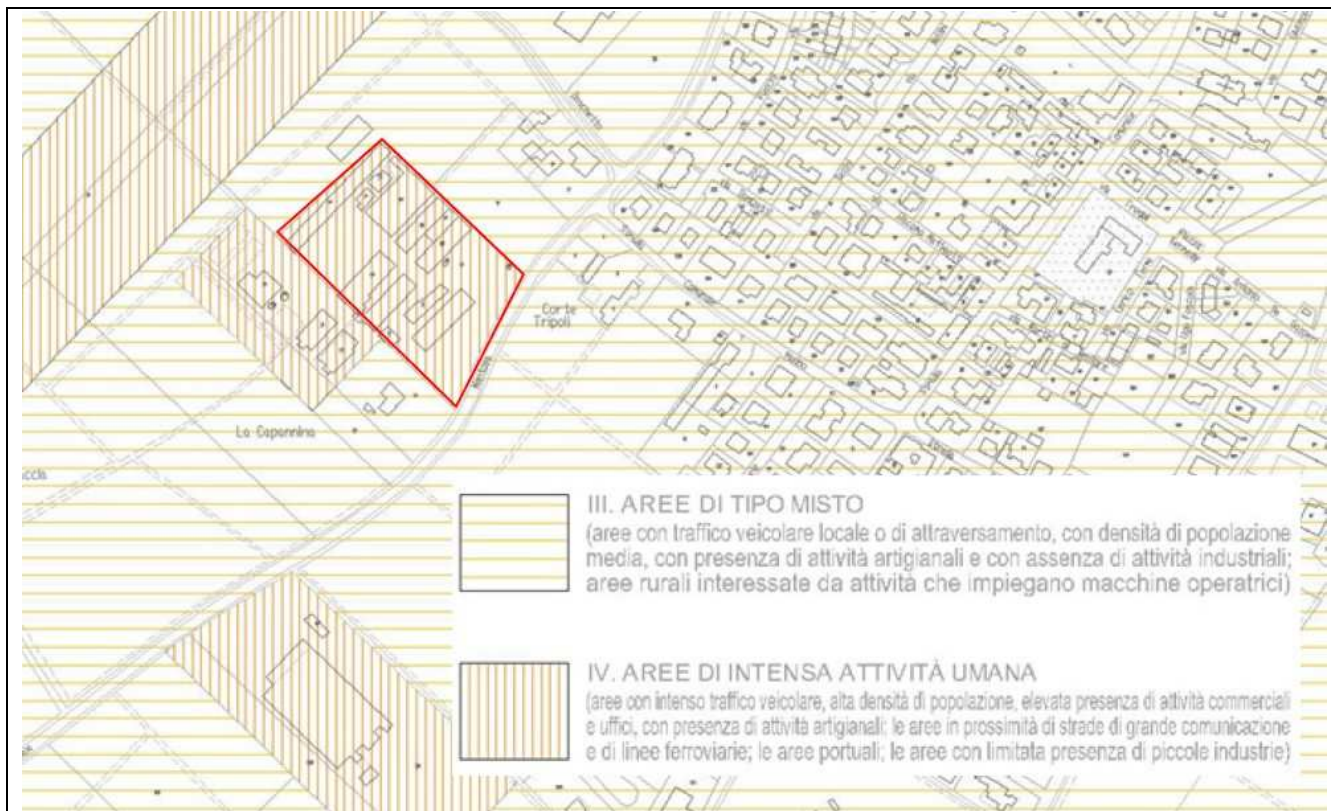 Corte
Tripoli
La Capannina
III. AREE DI TIPO MISTO
(aree con traffico veicolare locale o di attraversamento, con densità di popolazione
media, con presenza di attività artigianali e con assenza di attività industriali;
aree rurali interessate da attività che impiegano macchine operatrici)
IV. AREE DI INTENSA ATTIVITÀ UMANA
(aree con intenso traffico veicolare, alta densità di popolazione, elevata presenza di attività commerciali
e uffici, con presenza di attività artigianali; le aree in prossimità di strade di grande comunicazione
e di linee ferroviarie; le aree portuali; le aree con limitata presenza di piccole industrie)